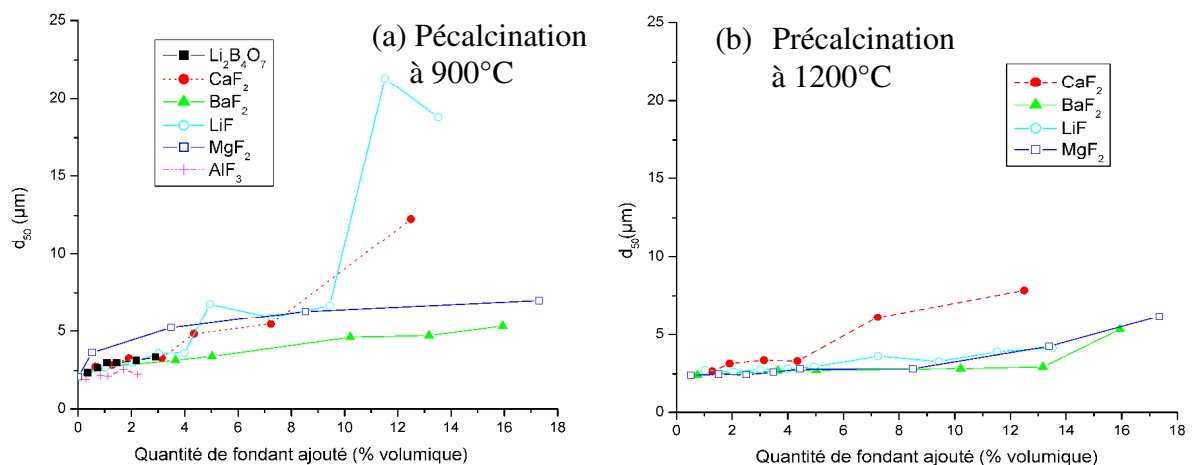 (a) Pécalcination
à 900°C
Li2B4O7
CaF2
BaF2
LiF
MgF2
AlF3
25
20
15
10
5
0
d50 (µm)
0 2 4 6 8 10 12 14 16 18
Quantité de fondant ajouté (% volumique)
(b) Précalcination
à 1200°C
CaF2
BaF2
LiF
MgF2
25
20
15
10
5
0
d50(µm)
0 2 4 6 8 10 12 14 16 18
Quantité de fondant ajouté (% volumique)